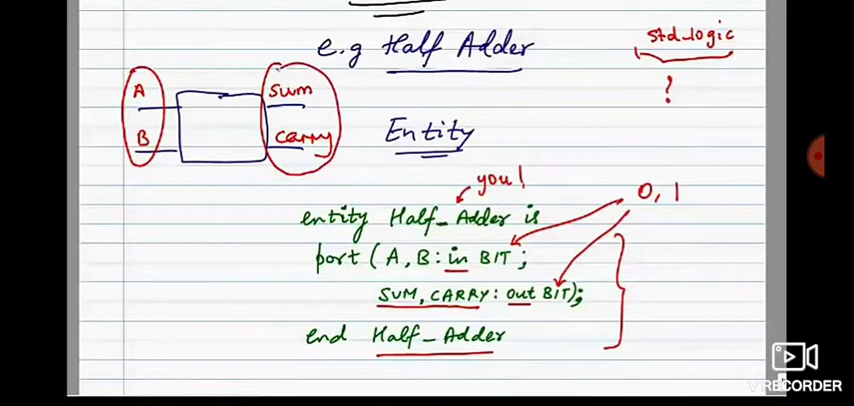 e.g Half Adder
std_logic
?
A
B
Sum
Carry
Entity
you!
0, 1
entity Half_Adder is
port ( A, B : in BIT ;
SUM, CARRY : out BIT);
end Half_Adder
V RECORDER